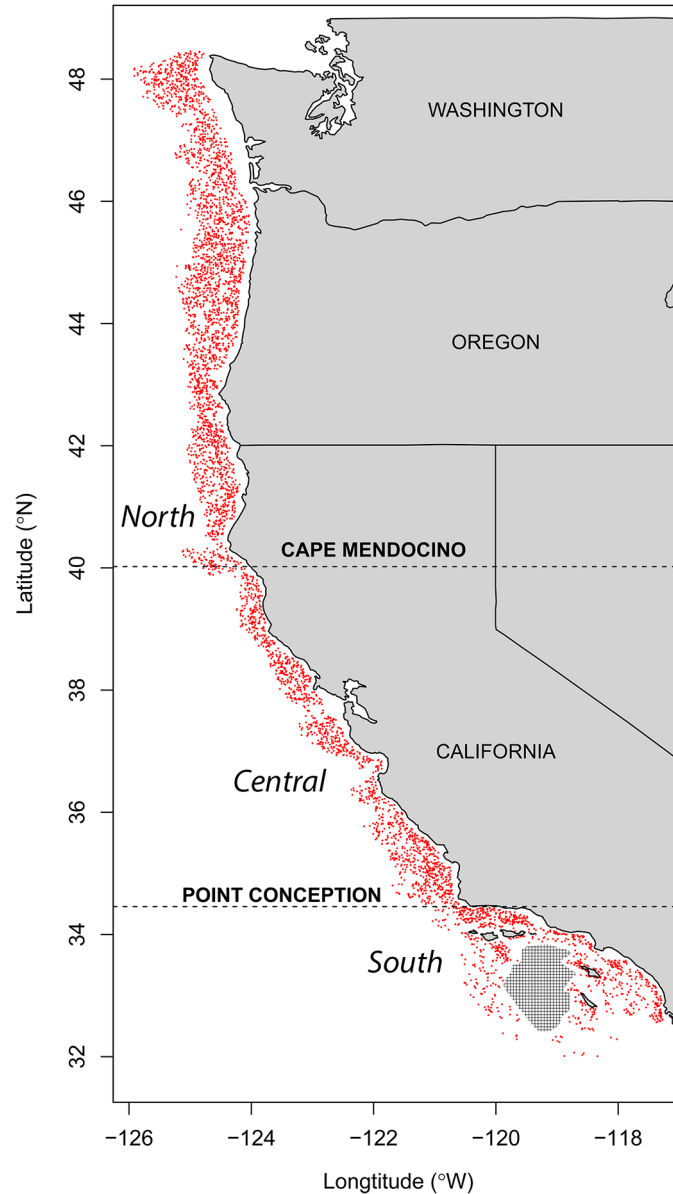 48
WASHINGTON
46
44
OREGON
42
North
CAPE MENDOCINO
40
Latitude (°N)
38
CALIFORNIA
Central
36
POINT CONCEPTION
34
South
32
−126 −124 −122 −120 −118
Longtitude (°W)